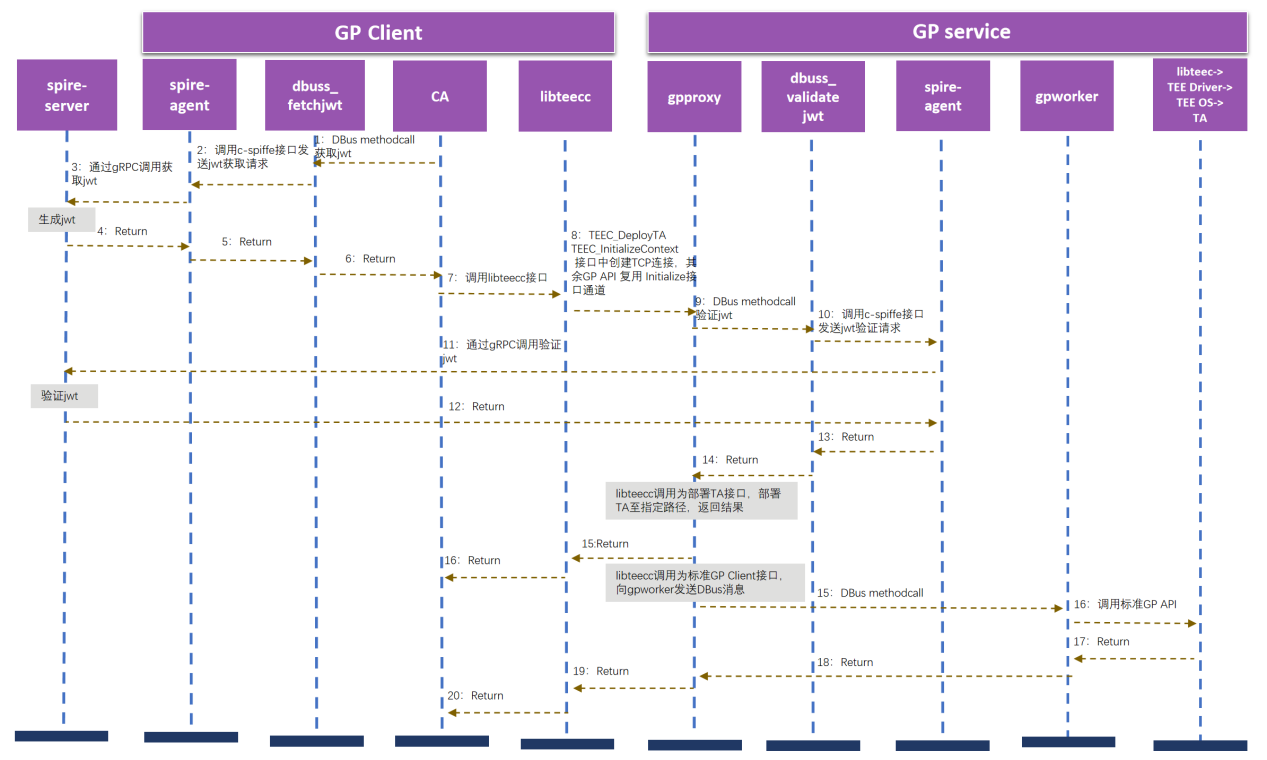 GP Client
GP service
spire-
server
spire-
agent
dbuss_
fetchjwt
CA
libteecc
gpproxy
dbuss_
validate
jwt
spire-
agent
gpworker
libteec->
TEE Driver->
TEE OS->
TA
1：DBus methodcall
获取jwt
2：调用c-spiffe接口发
送jwt获取请求
3：通过gRPC调用获
取jwt
生成jwt
4：Return
5：Return
6：Return
7：调用libteecc接口
8：TEEC_DeployTA
TEEC_InitializeContext
接口中创建TCP连接，其
余GP API 复用 Initialize接
口通道
9：DBus methodcall
验证jwt
10：调用c-spiffe接口
发送jwt验证请求
11：通过gRPC调用验证
jwt
验证jwt
12：Return
13：Return
14：Return
libteecc调用为部署TA接口，部署
TA至指定路径，返回结果
15:Return
16：Return
libteecc调用为标准GP Client接口，
向gpworker发送DBus消息
15：DBus methodcall
16：调用标准GP API
17：Return
18：Return
19：Return
20：Return